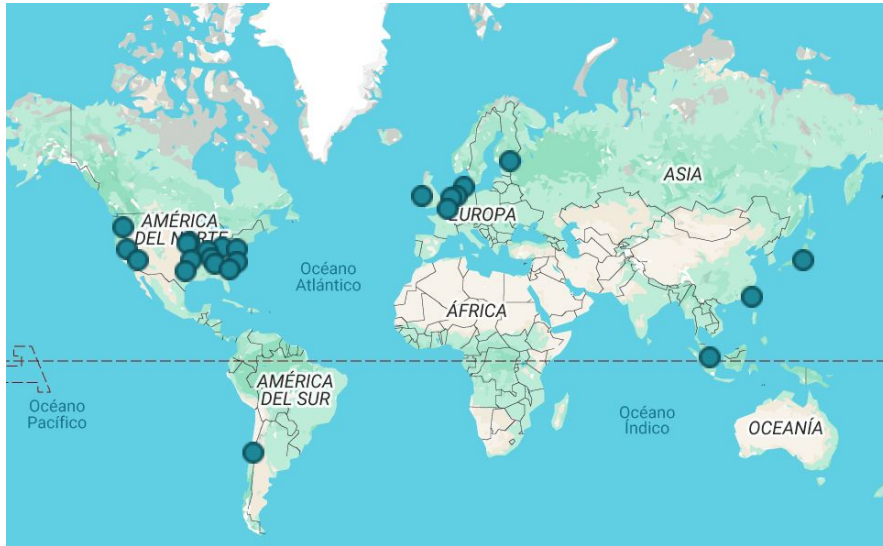 ASIA
AMÉRICA
DEL NORTE
EUROPA
Océano
Atlántico
ÁFRICA
AMÉRICA
DEL SUR
Océano
Pacífico
Océano
Índico
OCEANÍA